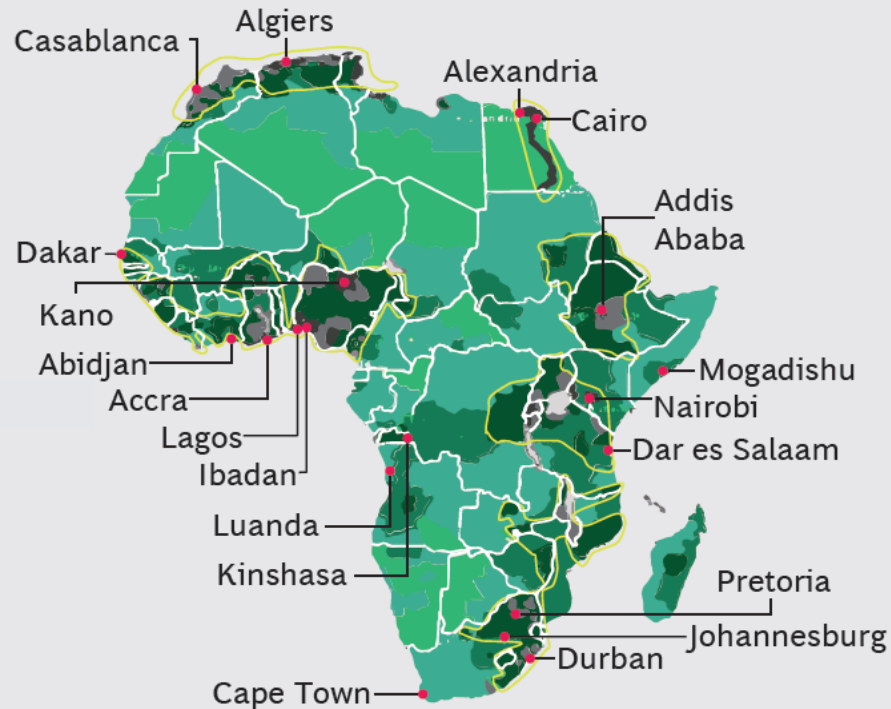 Algiers
Casablanca
Alexandria
Cairo
Addis
Ababa
Dakar
Kano
Abidjan
Mogadishu
Accra
Nairobi
Lagos
Dar es Salaam
Ibadan
Luanda
Kinshasa
Pretoria
Johannesburg
Durban
Cape Town